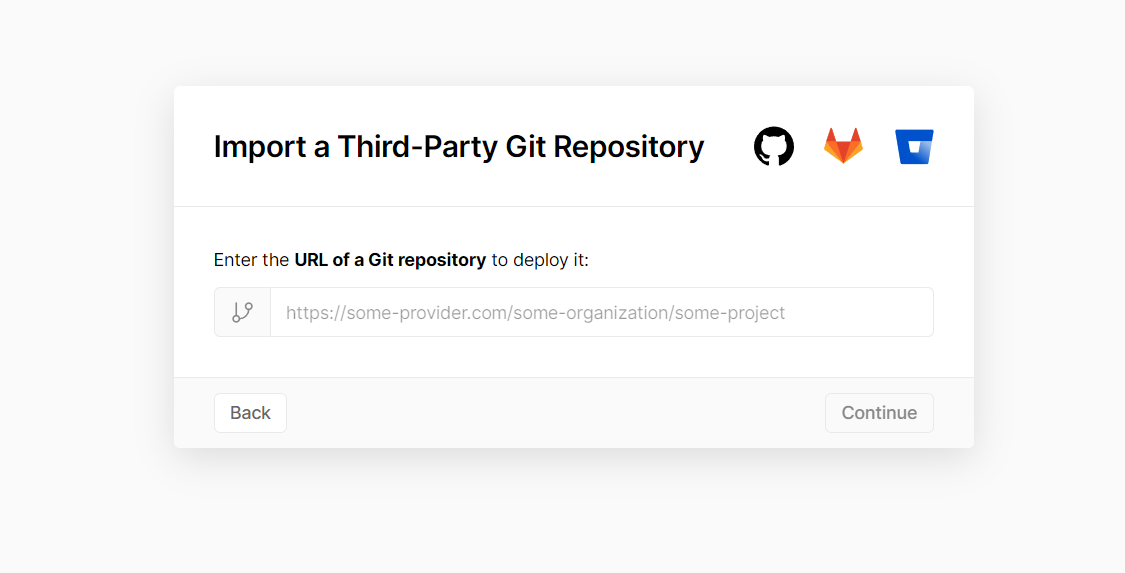 Import a Third-Party Git Repository
Enter the URL of a Git repository to deploy it:
https://some-provider.com/some-organization/some-project
Back
Continue